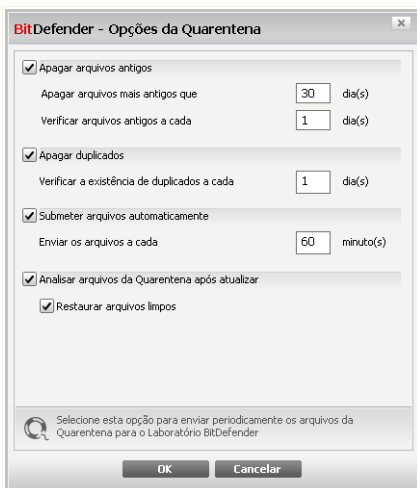 BitDefender - Opções da Quarentena
Apagar arquivos antigos
Apagar arquivos mais antigos que 30 dia(s)
Verificar arquivos antigos a cada 1 dia(s)
Apagar duplicados
Verificar a existência de duplicados a cada 1 dia(s)
Submeter arquivos automaticamente
Enviar os arquivos a cada 60 minuto(s)
Analisar arquivos da Quarentena após atualizar
Restaurar arquivos limpos
Selecione esta opção para enviar periodicamente os arquivos da
Quarentena para o Laboratório BitDefender
OK Cancelar